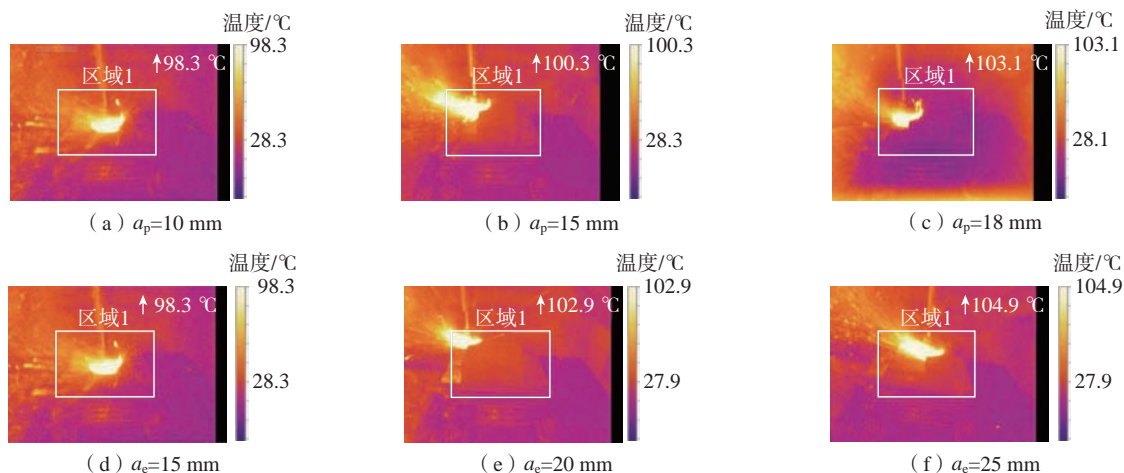 温度/℃ 温度/℃ 温度/℃
98.3 100.3 103.1
↑98.3 ℃ ↑100.3 ℃ ↑103.1 ℃
区域1 区域1 区域1
28.3 28.3 28.1
（a）ap=10 mm （b）ap=15 mm （c）ap=18 mm
温度/℃ 温度/℃ 温度/℃
98.3 102.9 104.9
↑98.3 ℃ ↑102.9 ℃ ↑104.9 ℃
区域1 区域1 区域1
28.3 27.9 27.9
（d）ae=15 mm （e）ae=20 mm （f）ae=25 mm